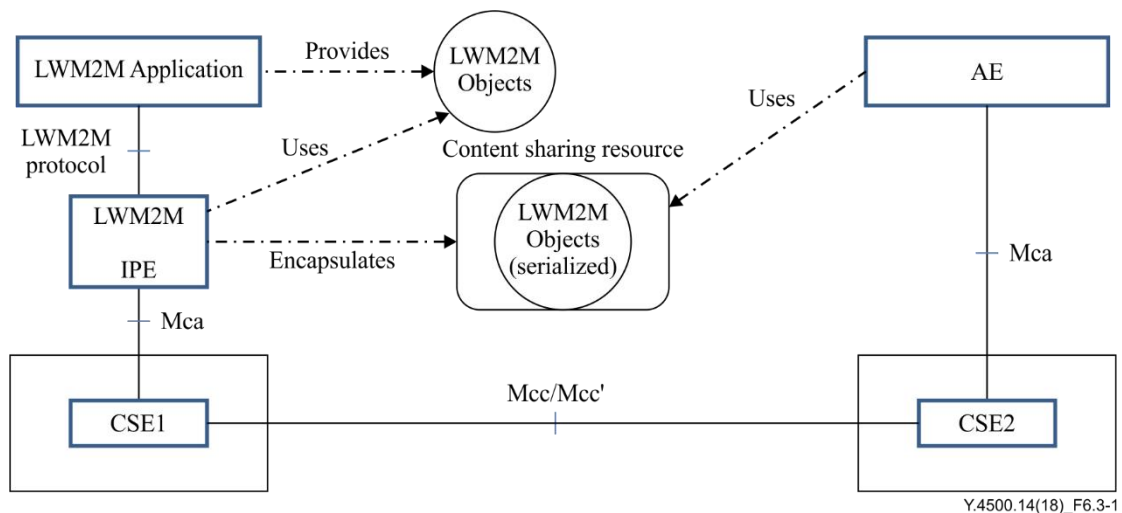 Provides
LWM2M Application
LWM2M
Objects
AE
LWM2M
protocol
Uses
Uses
Content sharing resource
LWM2M
IPE
LWM2M
Objects
(serialized)
Encapsulates
Mca
Mca
Mcc/Mcc'
CSE1
CSE2
Y.4500.14(18)_F6.3-1